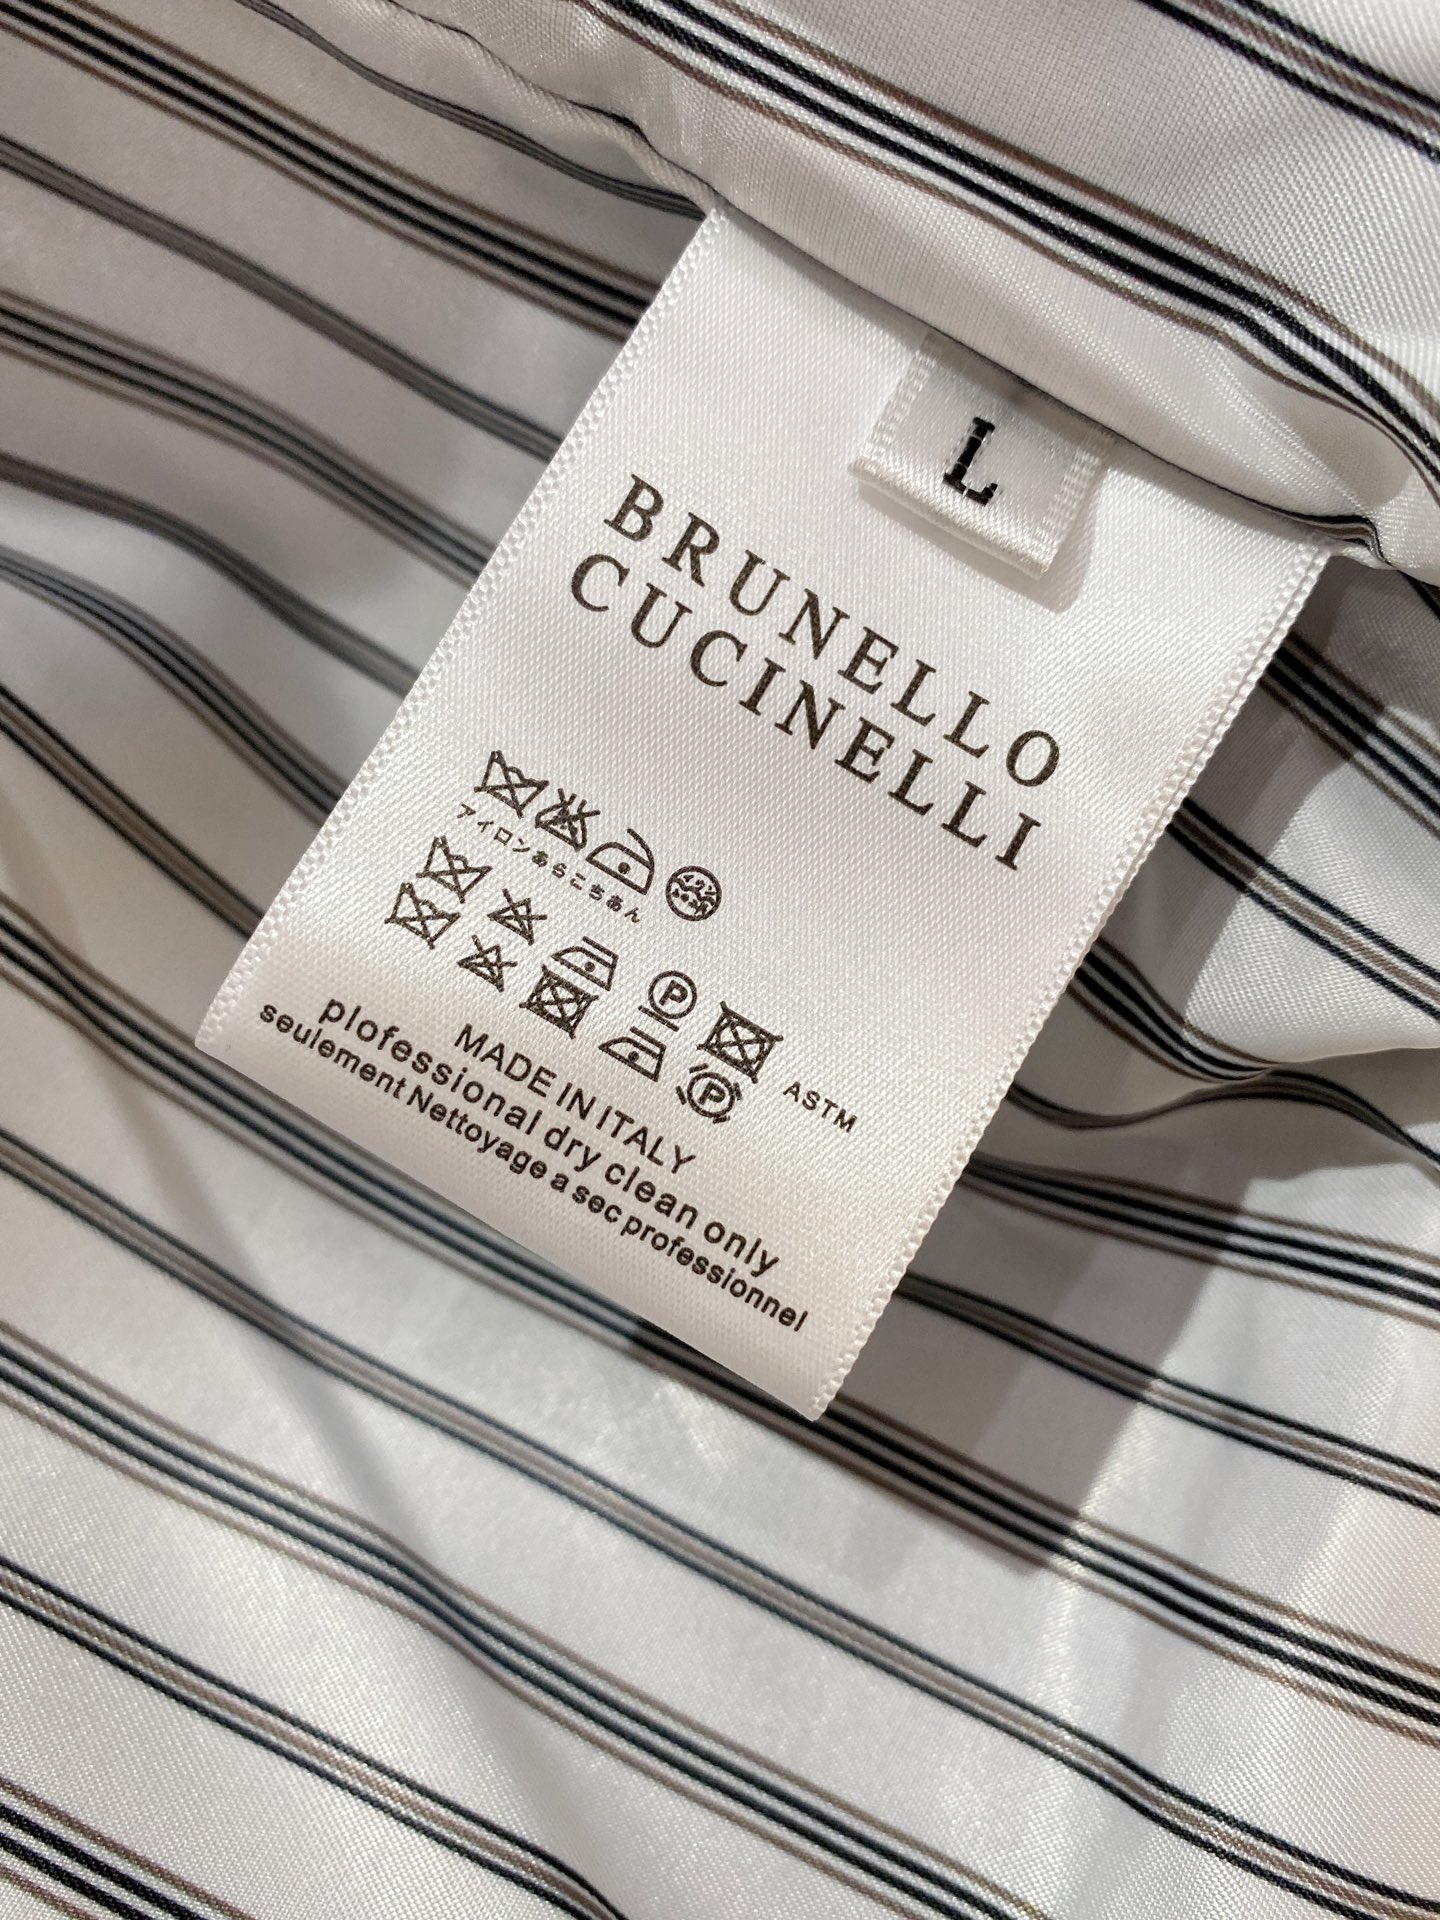 L
BRUNELLO
CUCINELLI
アイロンあらこちあん
P
P
ASTM
MADE IN ITALY
plofessional dry clean only
seulement Nettoyage a sec professionnel